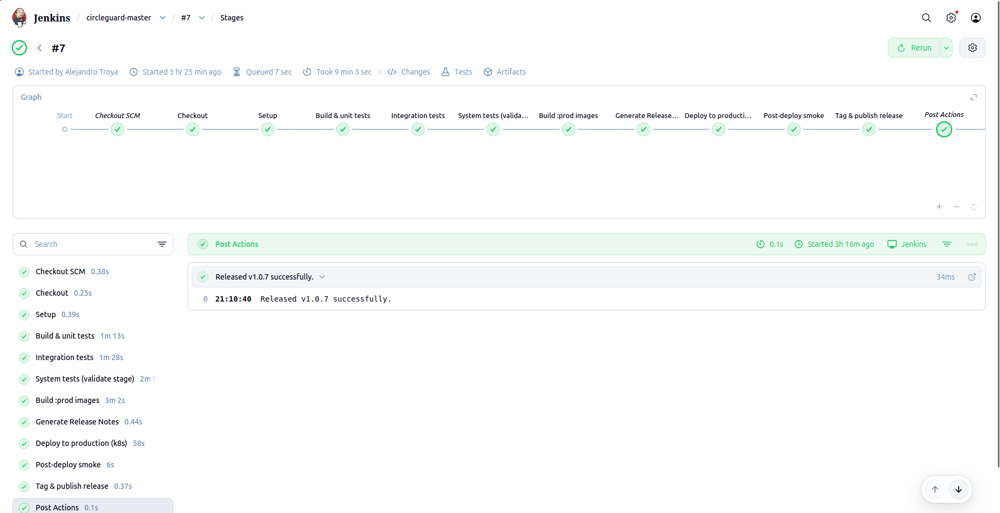 Jenkins / circleguard-master / #7 / Stages
#7
Rerun
Started by Alejandro Troya Started 3 hr 25 min ago Queued 7 sec Took 9 min 3 sec • Changes Tests Artifacts
Graph
Start Checkout SCM Checkout Setup Build & unit tests Integration tests System tests (valida... Build :prod images Generate Release... Deploy to producti... Post-deploy smoke Tag & publish release Post Actions
Search
Post Actions 0.1s Started 3h 16m ago Jenkins
Released v1.0.7 successfully. 34ms
0 21:10:40 Released v1.0.7 successfully.
Checkout SCM 0.38s
Checkout 0.25s
Setup 0.39s
Build & unit tests 1m 13s
Integration tests 1m 28s
System tests (validate stage) 2m
Build :prod images 3m 2s
Generate Release Notes 0.44s
Deploy to production (k8s) 58s
Post-deploy smoke 6s
Tag & publish release 0.37s
Post Actions 0.1s